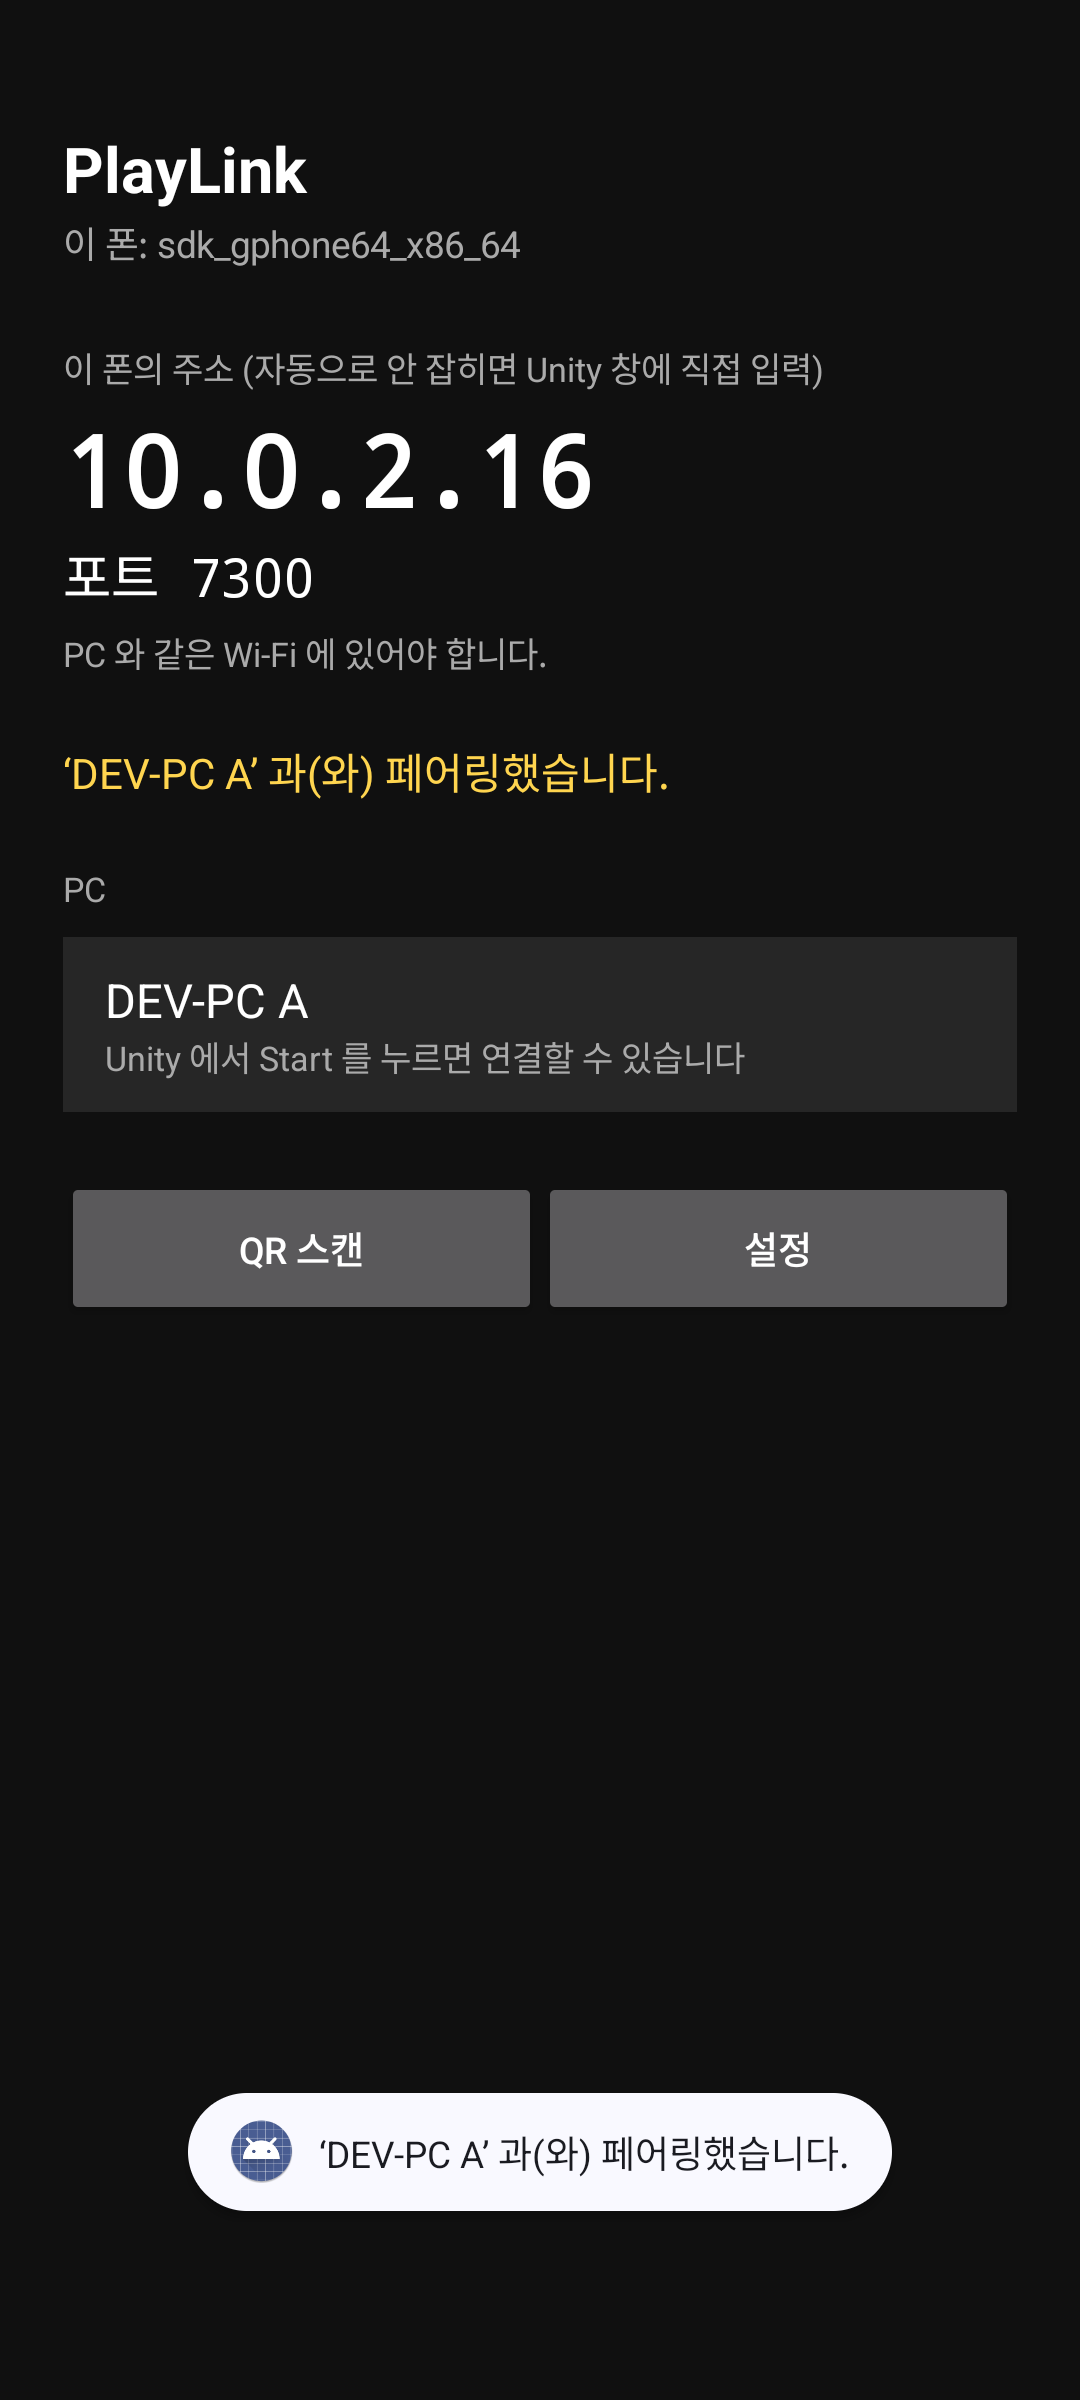 PlayLink
이 폰: sdk_gphone64_x86_64
이 폰의 주소 (자동으로 안 잡히면 Unity 창에 직접 입력)
10.0.2.16
포트 7300
PC 와 같은 Wi-Fi 에 있어야 합니다.
‘DEV-PC A’ 과(와) 페어링했습니다.
PC
DEV-PC A
Unity 에서 Start 를 누르면 연결할 수 있습니다
QR 스캔
설정
‘DEV-PC A’ 과(와) 페어링했습니다.